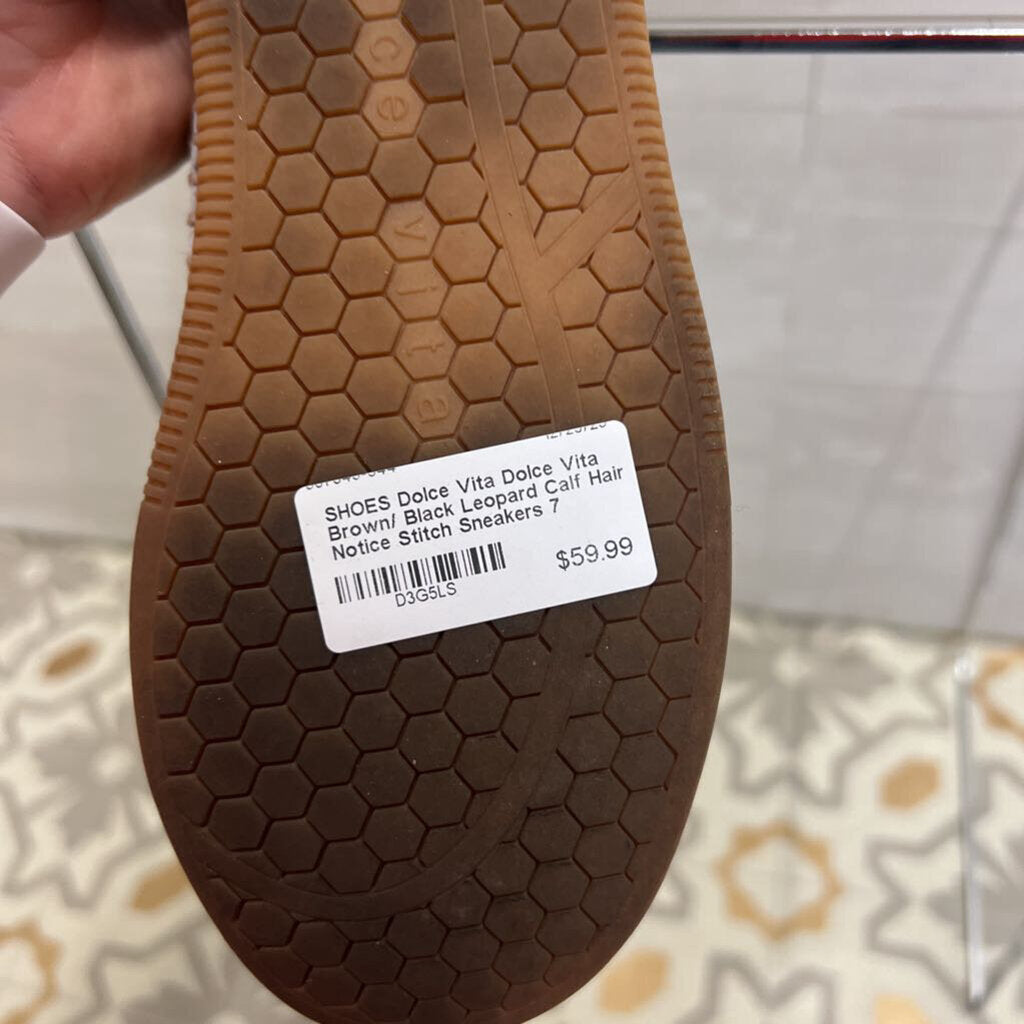 c
e
v
i
t
a
SHOES Dolce Vita Dolce Vita
Brown/ Black Leopard Calf Hair
Notice Stitch Sneakers 7
$59.99
D3G5LS